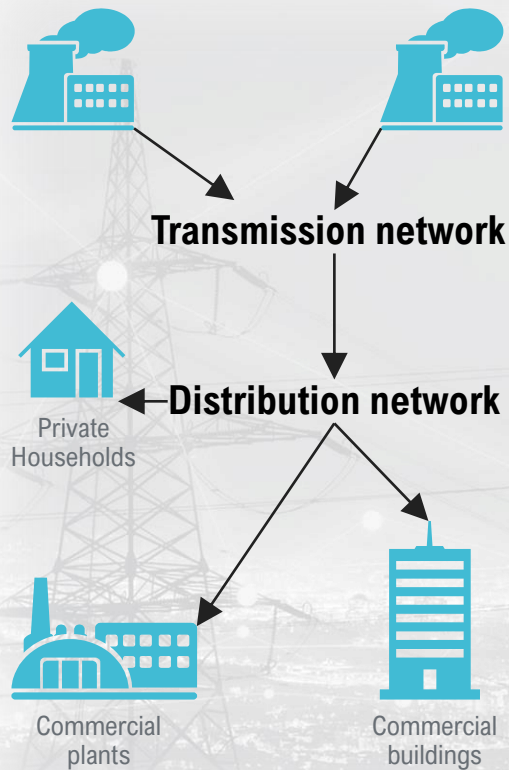 Transmission network
Distribution network
Private
Households
Commercial
plants
Commercial
buildings